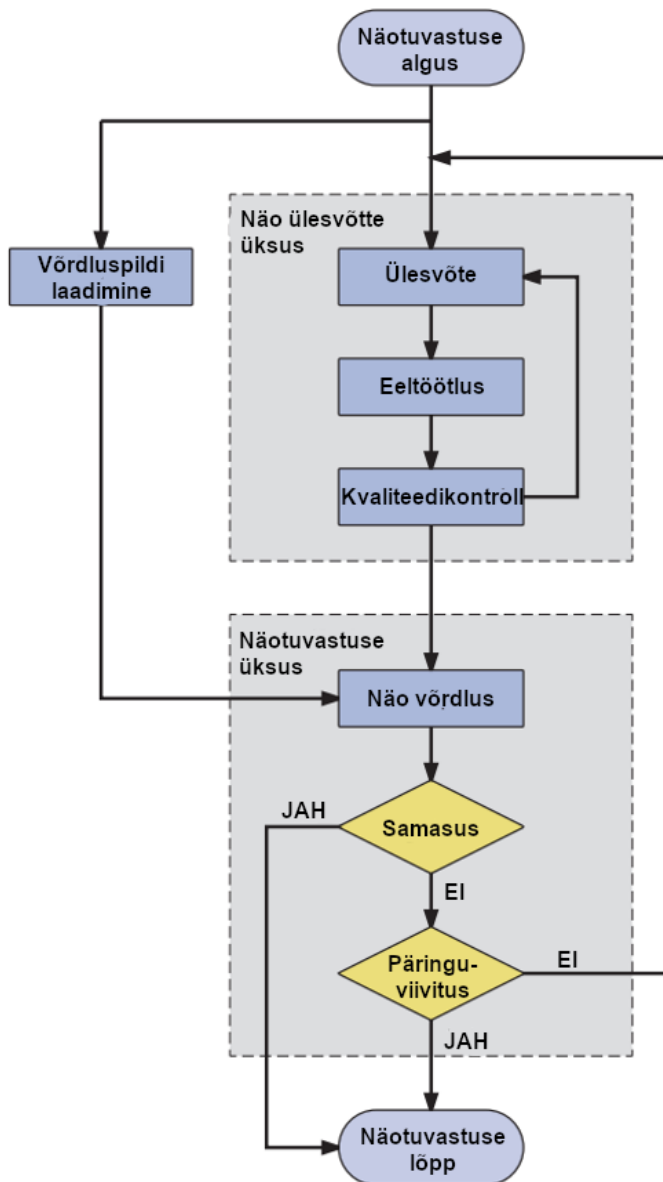 Näotuvastuse
algus
Näo ülesvõtte
üksus
Võrdluspildi
laadimine
Ülesvõte
Eeltöötlus
Kvaliteedikontroll
Näotuvastuse
üksus
Näo võrdlus
JAH
Samasus
EI
Päringu-
viivitus
EI
JAH
Näotuvastuse
lõpp